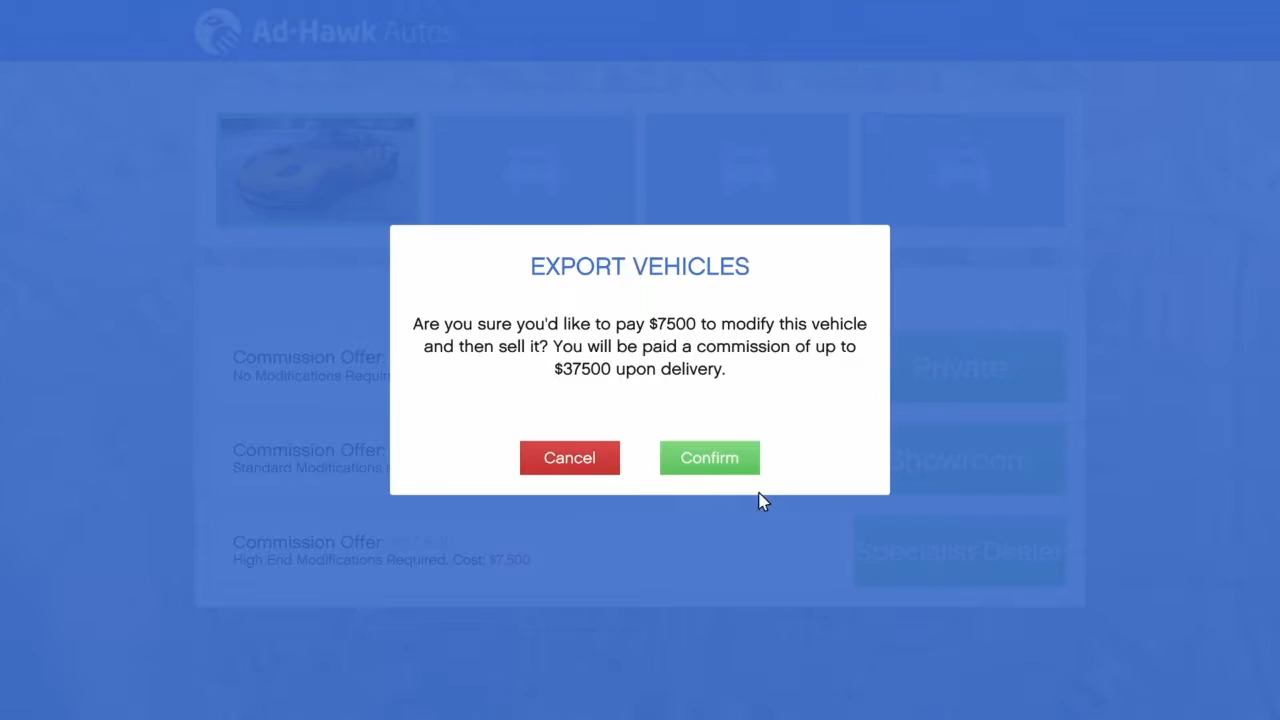 Ad-Hawk Autos
EXPORT VEHICLES
Are you sure you'd like to pay $7500 to modify this vehicle
and then sell it? You will be paid a commission of up to
$37500 upon delivery.
Cancel
Confirm
Commission Offer:
No Modifications Requir
Private
Commission Offer:
Standard Modifications
Showroom
Commission Offer:
High End Modifications Required. Cost: $7,500
Specialist Dealer